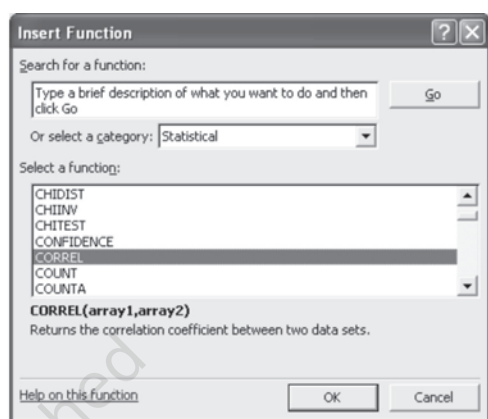 Insert Function
Search for a function:
Type a brief description of what you want to do and then
click Go
Go
Or select a category: Statistical
Select a function:
CHIDIST
CHIINV
CHITEST
CONFIDENCE
CORREL
COUNT
COUNTA
CORREL(array1,array2)
Returns the correlation coefficient between two data sets.
Help on this function
OK
Cancel